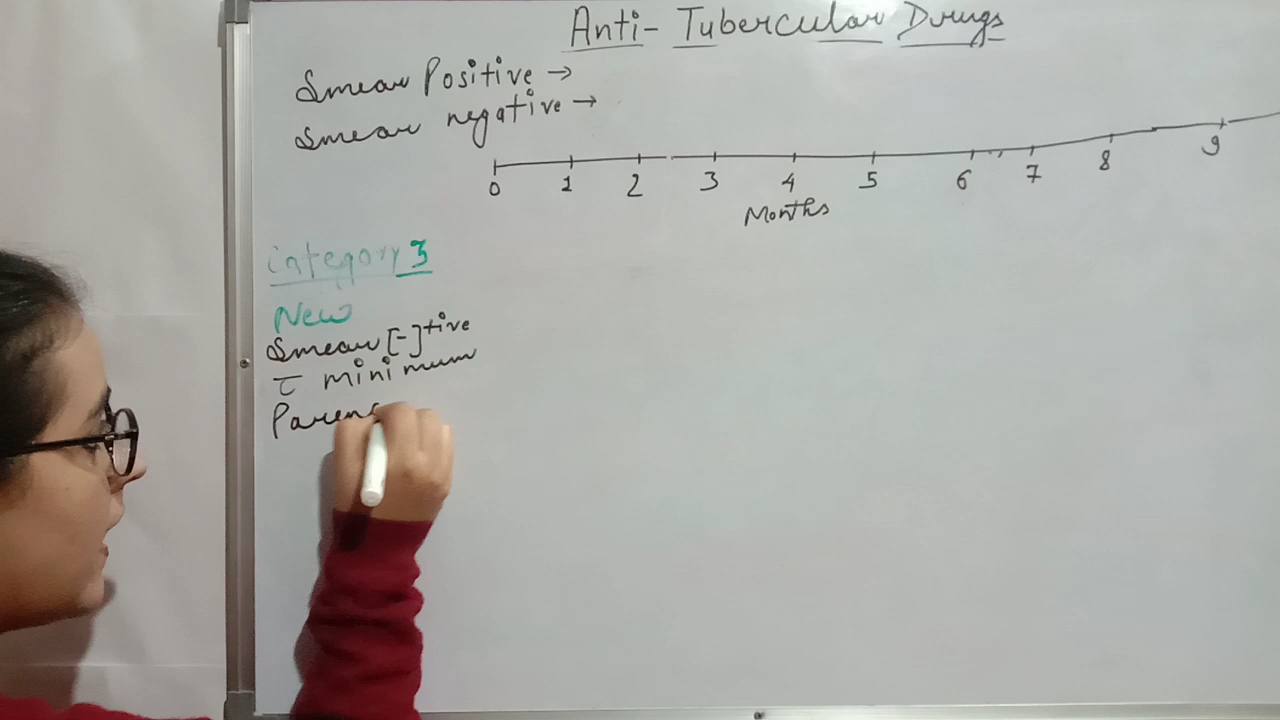 Anti-Tubercular Drugs
Smear Positive →
Smear negative →
0 1 2 3 4 5 6 7 8 9
Months
Category 3
New
Smear [-]tive
c̄ minimum
Paren